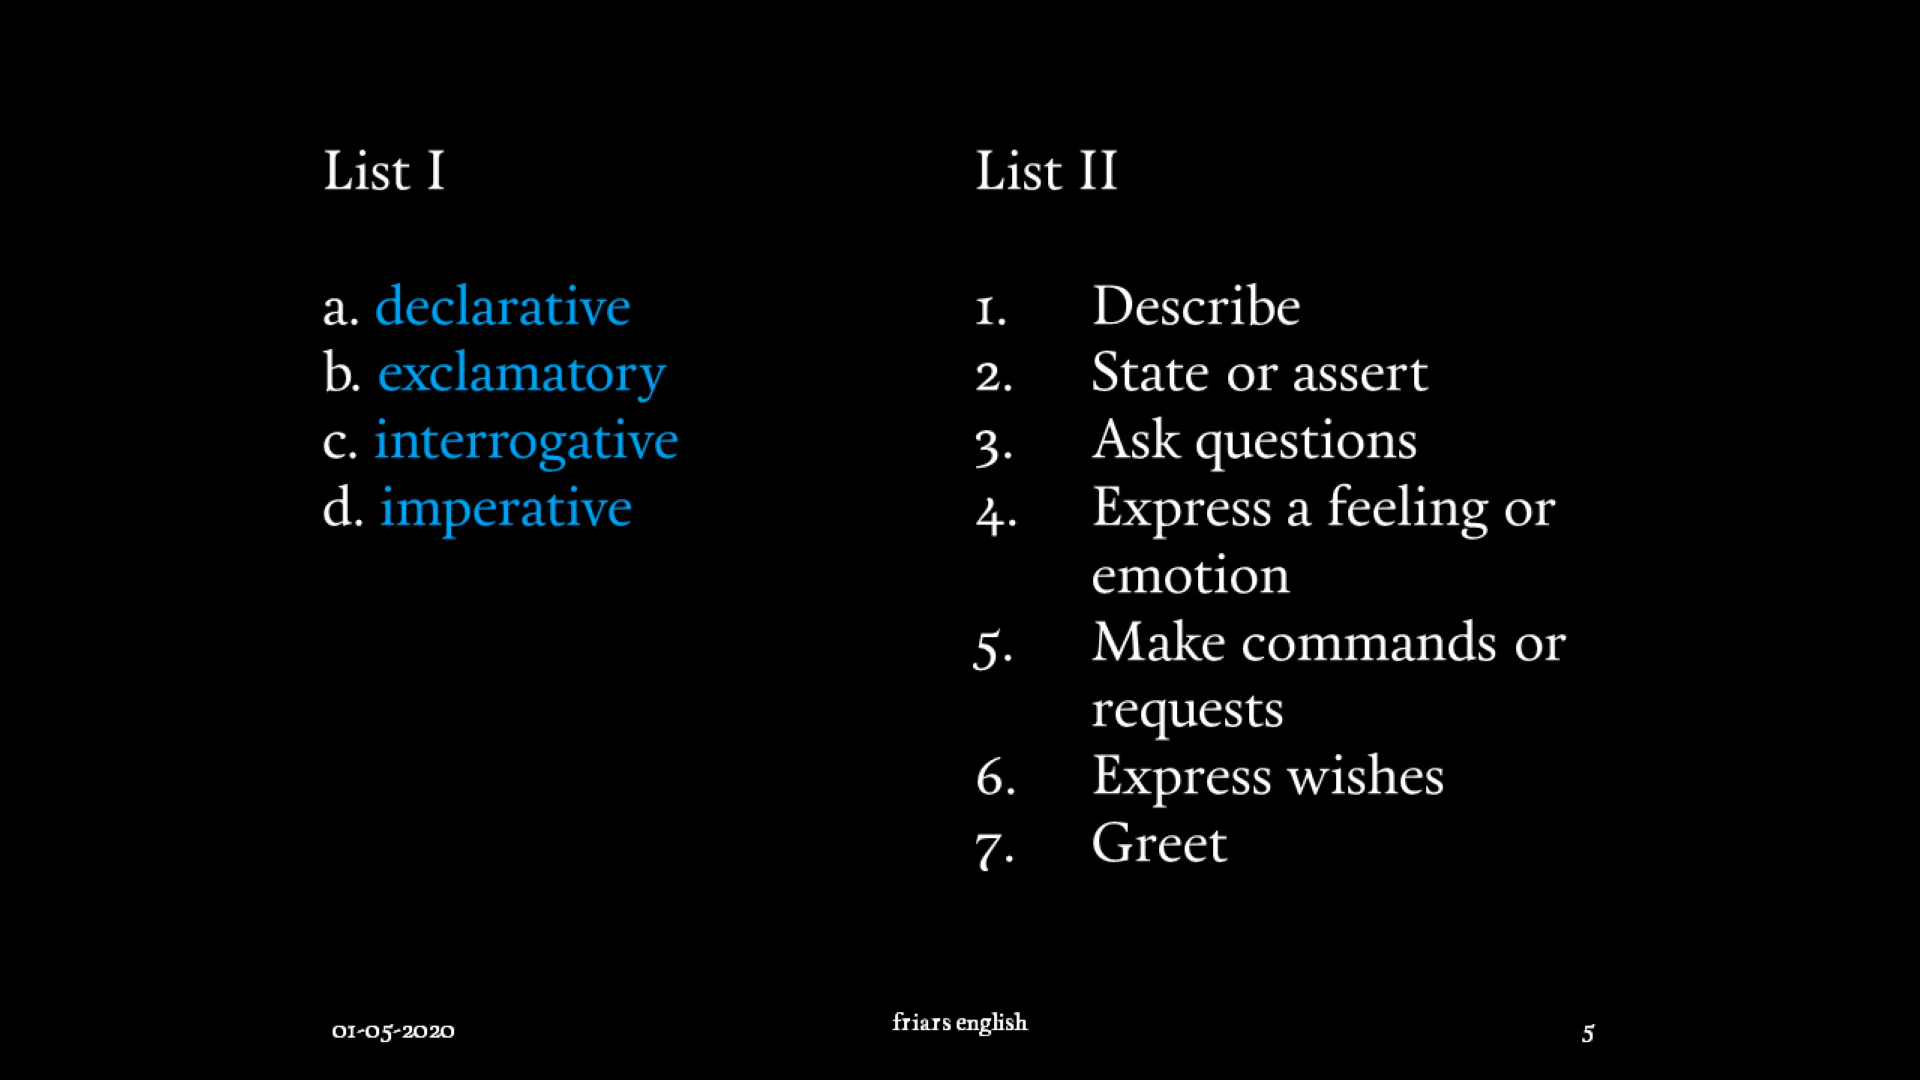 List I
a. declarative
b. exclamatory
c. interrogative
d. imperative
List II
1. Describe
2. State or assert
3. Ask questions
4. Express a feeling or
emotion
5. Make commands or
requests
6. Express wishes
7. Greet
01-05-2020
friars english
5